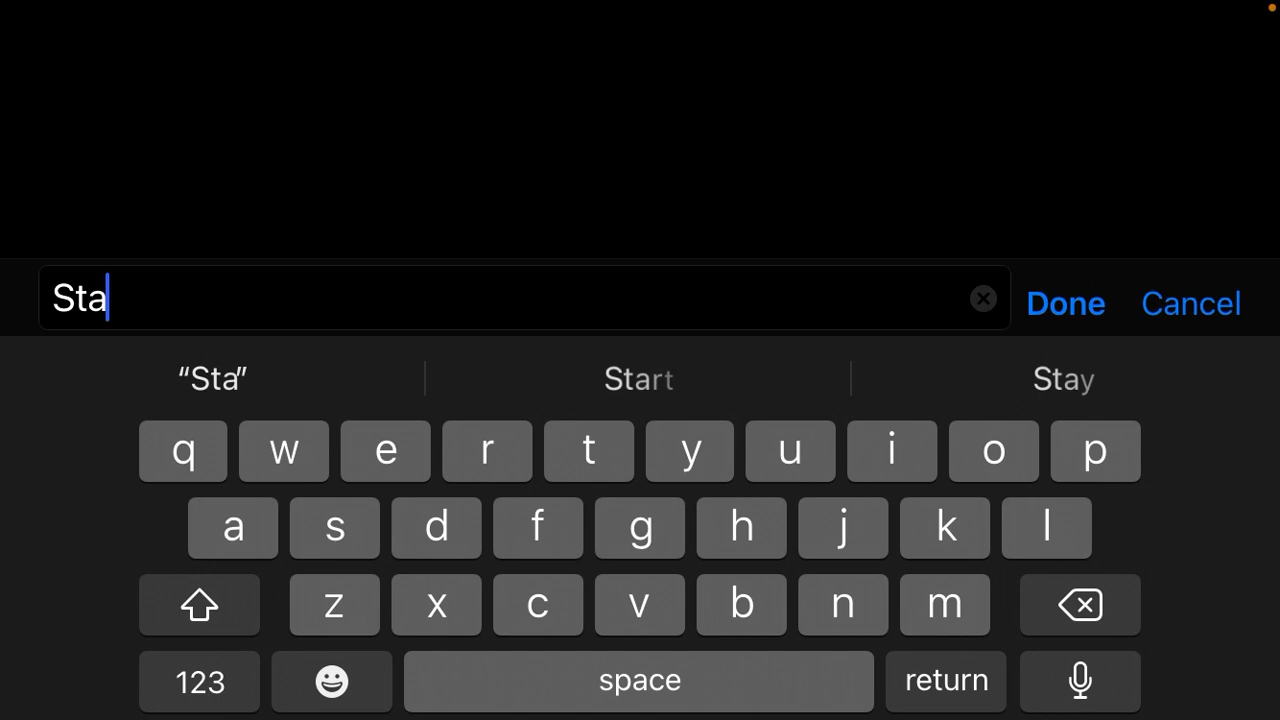 Sta
Done Cancel
“Sta” Start Stay
q w e r t y u i o p
a s d f g h j k l
z x c v b n m
123 space return